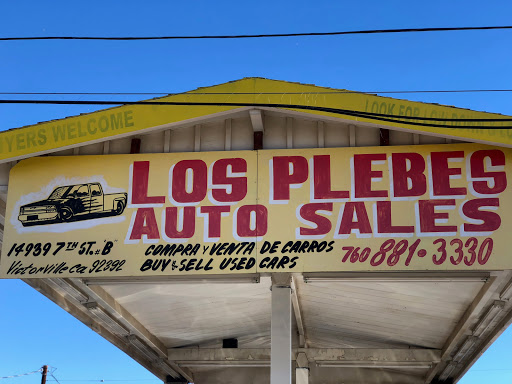 YERS WELCOME
LOOK FOR
LOS PLEBES
AUTO SALES
14939 7TH ST. #B
Victorville Ca 92392
COMPRA Y VENTA DE CARROS
BUY & SELL USED CARS
760 881-3330